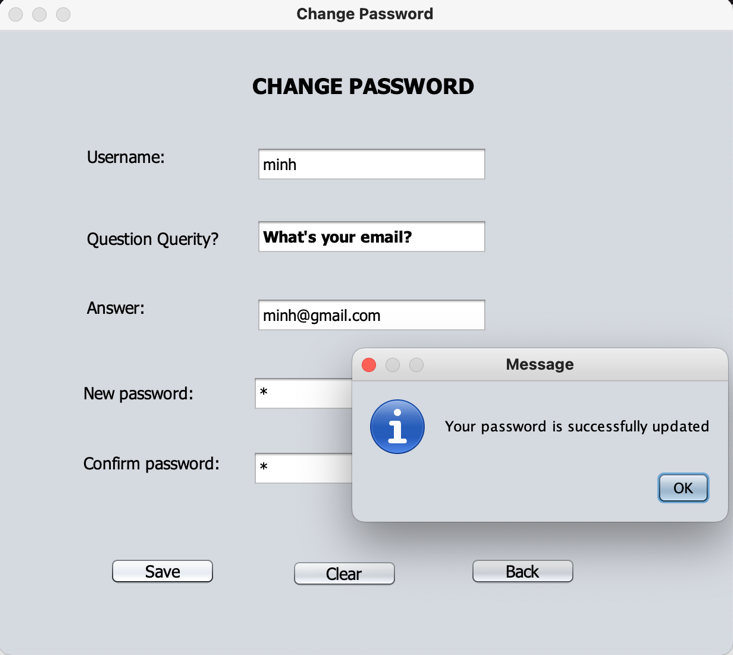 Change Password
CHANGE PASSWORD
Username:
minh
Question Querity?
What's your email?
Answer:
minh@gmail.com
New password:
*
Confirm password:
*
Message
Your password is successfully updated
OK
Save
Clear
Back